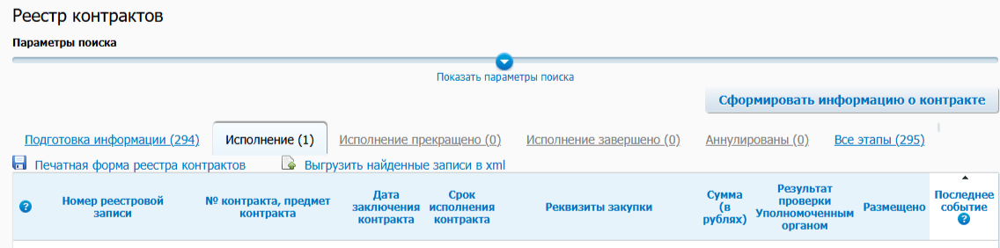 Реестр контрактов
Параметры поиска
Показать параметры поиска
Сформировать информацию о контракте
Подготовка информации (294) Исполнение (1) Исполнение прекращено (0) Исполнение завершено (0) Аннулированы (0) Все этапы (295)
Печатная форма реестра контрактов Выгрузить найденные записи в xml
? Номер реестровой записи № контракта, предмет контракта Дата заключения контракта Срок исполнения контракта Реквизиты закупки Сумма (в рублях) Результат проверки Уполномоченным органом Размещено Последнее событие ?